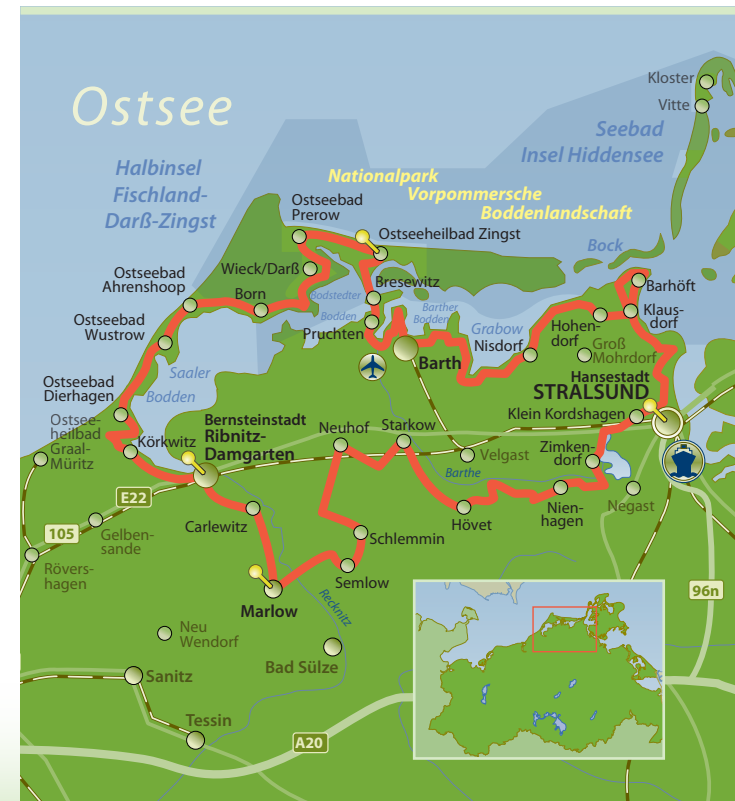 Kloster
Vitte
Ostsee
Seebad
Insel Hiddensee
Halbinsel
Fischland-
Darß-Zingst
Nationalpark
Vorpommersche
Boddenlandschaft
Ostseebad
Prerow
Ostseeheilbad Zingst
Bock
Wieck/Darß
Ostseebad
Ahrenshoop
Born
Bresewitz
Barhöft
Bodstedter
Bodden
Barther
Bodden
Klaus-
dorf
Hohen-
dorf
Pruchten
Grabow
Ostseebad
Wustrow
Nisdorf
Groß
Mohrdorf
Barth
Saaler
Bodden
Hansestadt
STRALSUND
Ostseebad
Dierhagen
Klein Kordshagen
Ostsee-
heilbad
Graal-
Müritz
Körkwitz
Bernsteinstadt
Ribnitz-
Damgarten
Neuhof
Starkow
Velgast
Zimken-
dorf
Barthe
E22
Nien-
hagen
Negast
Carlewitz
Hövet
105
Gelben-
sande
Schlemmin
Rövers-
hagen
Semlow
Marlow
Recknitz
96n
Neu
Wendorf
Bad Sülze
Sanitz
Tessin
A20